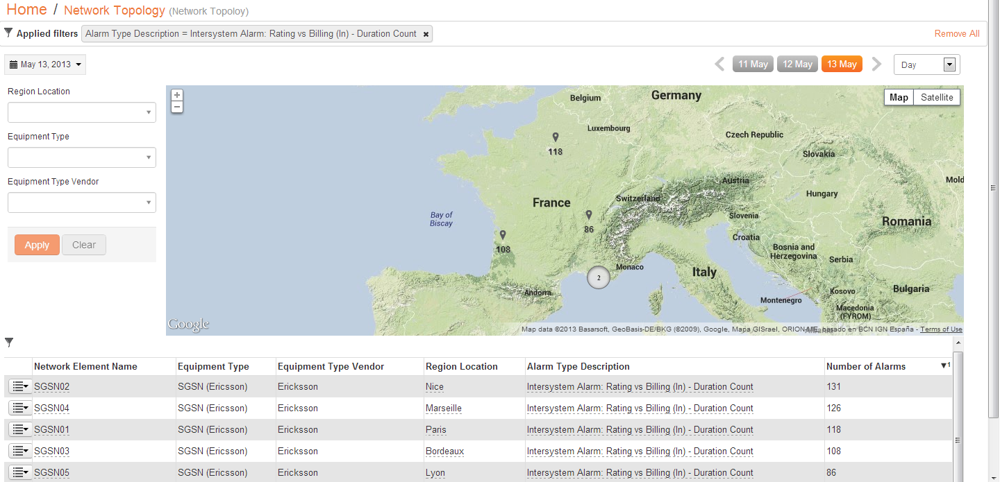 Home / Network Topology (Network Topoloy)
Applied filters Alarm Type Description = Intersystem Alarm: Rating vs Billing (In) - Duration Count × Remove All
May 13, 2013 11 May 12 May 13 May Day
Region Location
Equipment Type
Equipment Type Vendor
Apply Clear
+
−
Map Satellite
Belgium
Germany
Luxembourg
Czech Republic
118
Slovakia
Austria
Mold
France
Switzerland
Hungary
Bay of
Biscay
86
Slovenia
Romania
Croatia
108
Bosnia and
Herzegovina
Serbia
Monaco
Italy
2
Andorra
Montenegro
Kosovo
Bulgaria
Macedonia
(FYROM)
Albania
Google
Map data ©2013 Basarsoft, GeoBasis-DE/BKG (©2009), Google, Mapa GISrael, ORION-ME, basado en BCN IGN España - Terms of Use
Network Element Name Equipment Type Equipment Type Vendor Region Location Alarm Type Description Number of Alarms ▼1
SGSN02 SGSN (Ericsson) Ericksson Nice Intersystem Alarm: Rating vs Billing (In) - Duration Count 131
SGSN04 SGSN (Ericsson) Ericksson Marseille Intersystem Alarm: Rating vs Billing (In) - Duration Count 126
SGSN01 SGSN (Ericsson) Ericksson Paris Intersystem Alarm: Rating vs Billing (In) - Duration Count 118
SGSN03 SGSN (Ericsson) Ericksson Bordeaux Intersystem Alarm: Rating vs Billing (In) - Duration Count 108
SGSN05 SGSN (Ericsson) Ericksson Lyon Intersystem Alarm: Rating vs Billing (In) - Duration Count 86